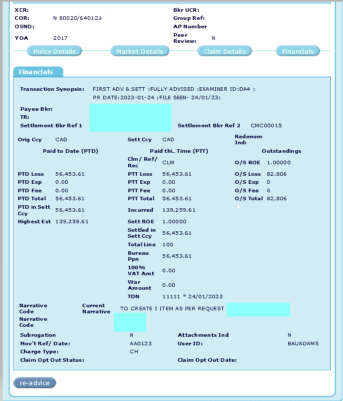 XCR: Bkr UCR:
COR: N 80020/640123 Group Ref:
OSND: AP Number
YOA 2017 Peer Review: N
Policy Details Market Details Claim Details Financials
Financials
Transaction Synopsis: FIRST ADV & SETT :FULLY ADVISED :EXAMINER ID:DA4 :
PR DATE:2023-01-24 :FILE SEEN- 24/01/23:
Payee Bkr:
TR:
Settlement Bkr Ref 1 Settlement Bkr Ref 2 CMC00015
Orig Ccy CAD Sett Ccy CAD Redenom Ind:
Paid to Date (PTD) Paid thi. Time (PTT) Outstandings
Clm/ Ref/ Rec CLM O/S ROE 1.00000
PTD Loss 56,453.61 PTT Loss 56,453.61 O/S Loss 82.806
PTD Exp 0.00 PTT Exp 0.00 O/S Exp 0
PTD Fee 0.00 PTT Fee 0.00 O/S Fee 0
PTD Total 56,453.61 PTT Total 56,453.61 O/S Total 62,806
PTD in Sett Ccy 56,453.61 Incurred 139,259.61
Highest Est 139,259.61 Sett ROE 1.00000
Settled in Sett Ccy 56,453.61
Total Line 100
Bureau Ppn 56,453.61
100% VAT Amt 0.00
War Amount 0.00
TDN 11111 * 24/01/2023
Narrative Code Current Narrative TO CREATE I ITEM AS PER REQUEST
Narrative Code
Subrogation N Attachments Ind N
Mov't Ref/ Date: AA0123 User ID: BAUADAMS
Charge Type: CH
Claim Opt Out Status: Claim Opt Out Date:
re-advice